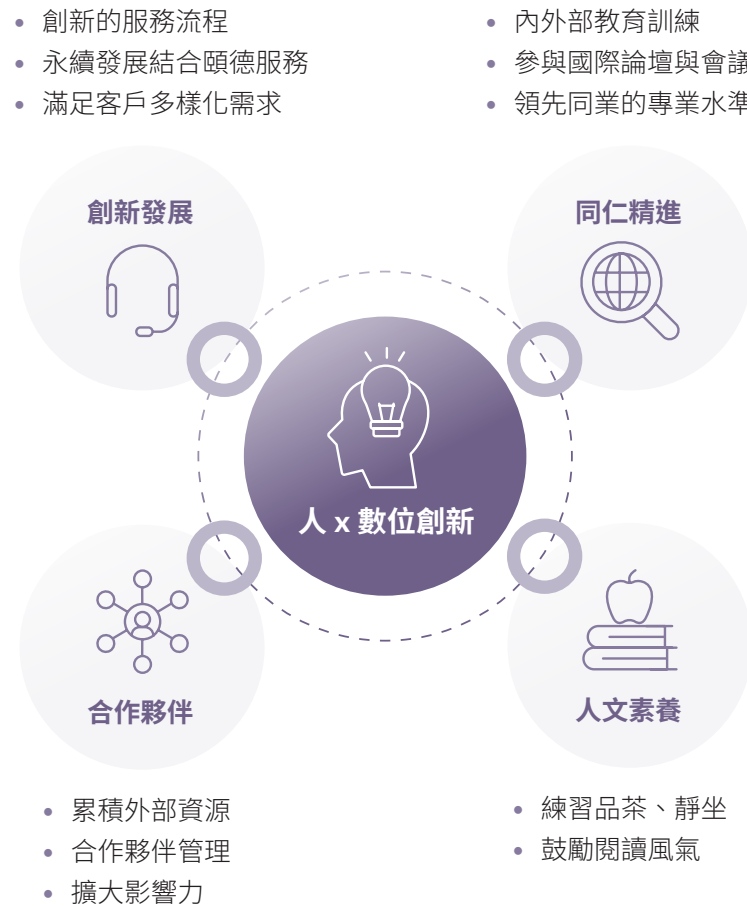 創新的服務流程
永續發展結合頤德服務
滿足客戶多樣化需求
內外部教育訓練
參與國際論壇與會議
領先同業的專業水準
創新發展
同仁精進
人 x 數位創新
合作夥伴
人文素養
累積外部資源
合作夥伴管理
擴大影響力
練習品茶、靜坐
鼓勵閱讀風氣